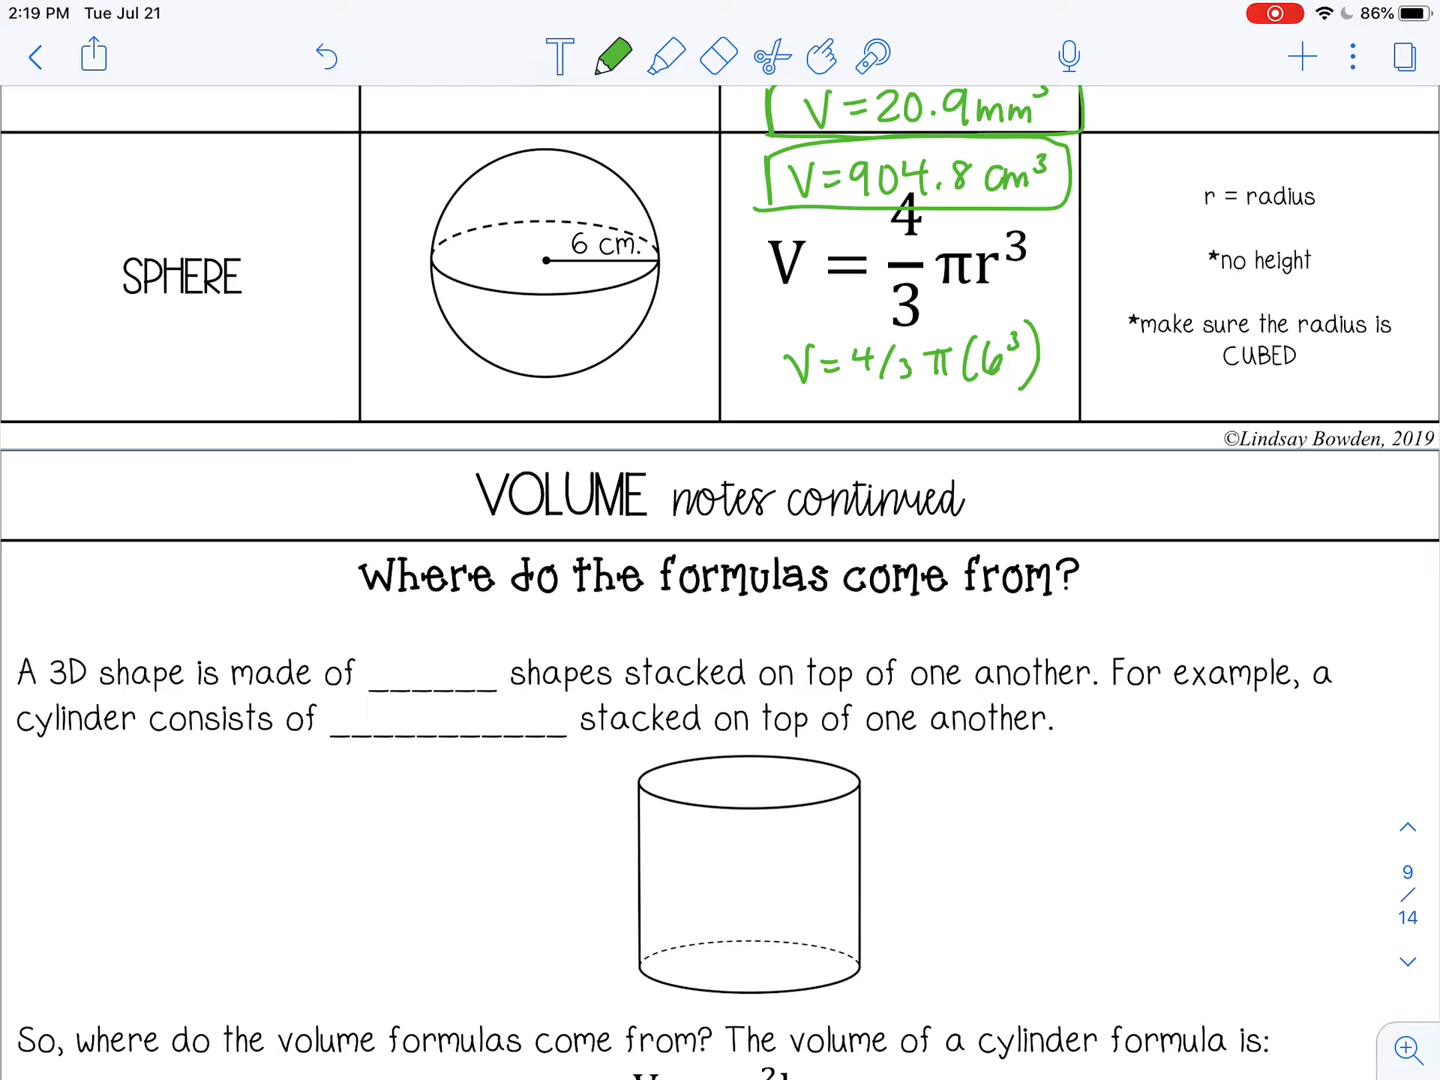 2:19 PM Tue Jul 21
86%
V = 20.9 mm³
V = 904.8 cm³
SPHERE
6 cm.
V = 4/3 πr³
V = 4/3 π(6³)
r = radius
*no height
*make sure the radius is
CUBED
©Lindsay Bowden, 2019
VOLUME notes continued
Where do the formulas come from?
A 3D shape is made of ______ shapes stacked on top of one another. For example, a
cylinder consists of ___________ stacked on top of one another.
9
/
14
So, where do the volume formulas come from? The volume of a cylinder formula is: